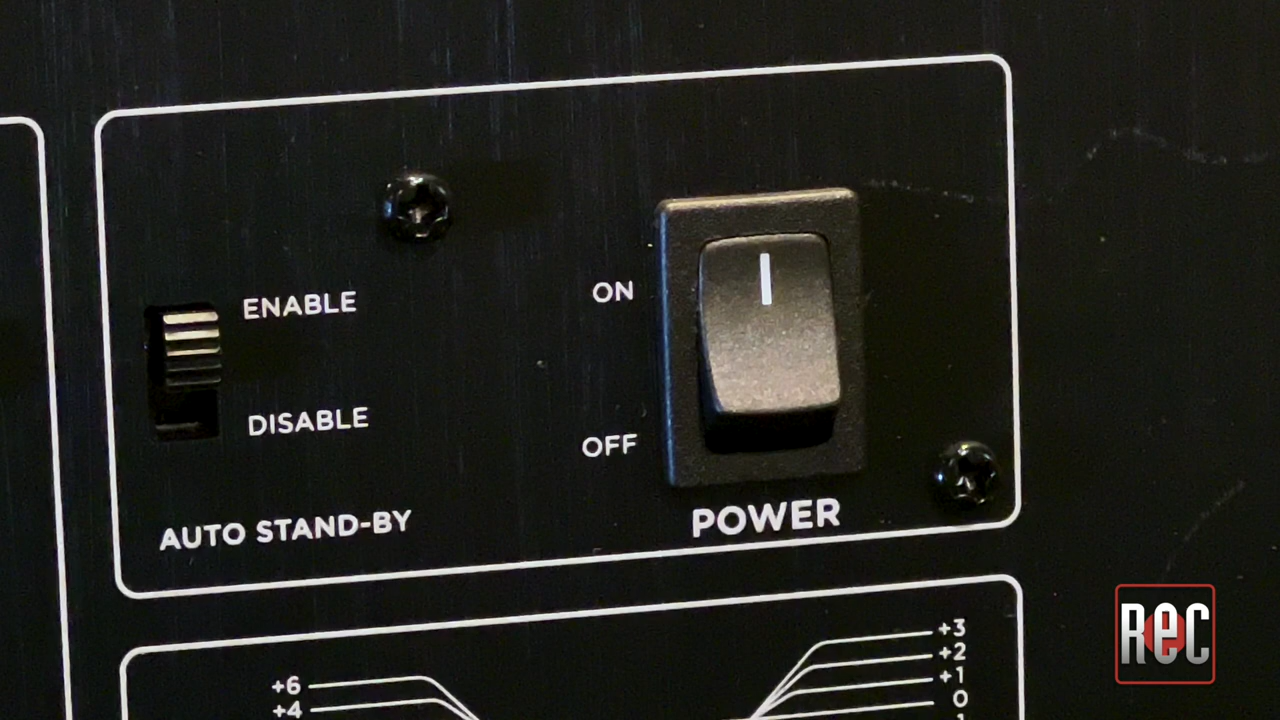 ENABLE
DISABLE
AUTO STAND-BY
ON
OFF
POWER
+6
+4
+3
+2
+1
0
REC